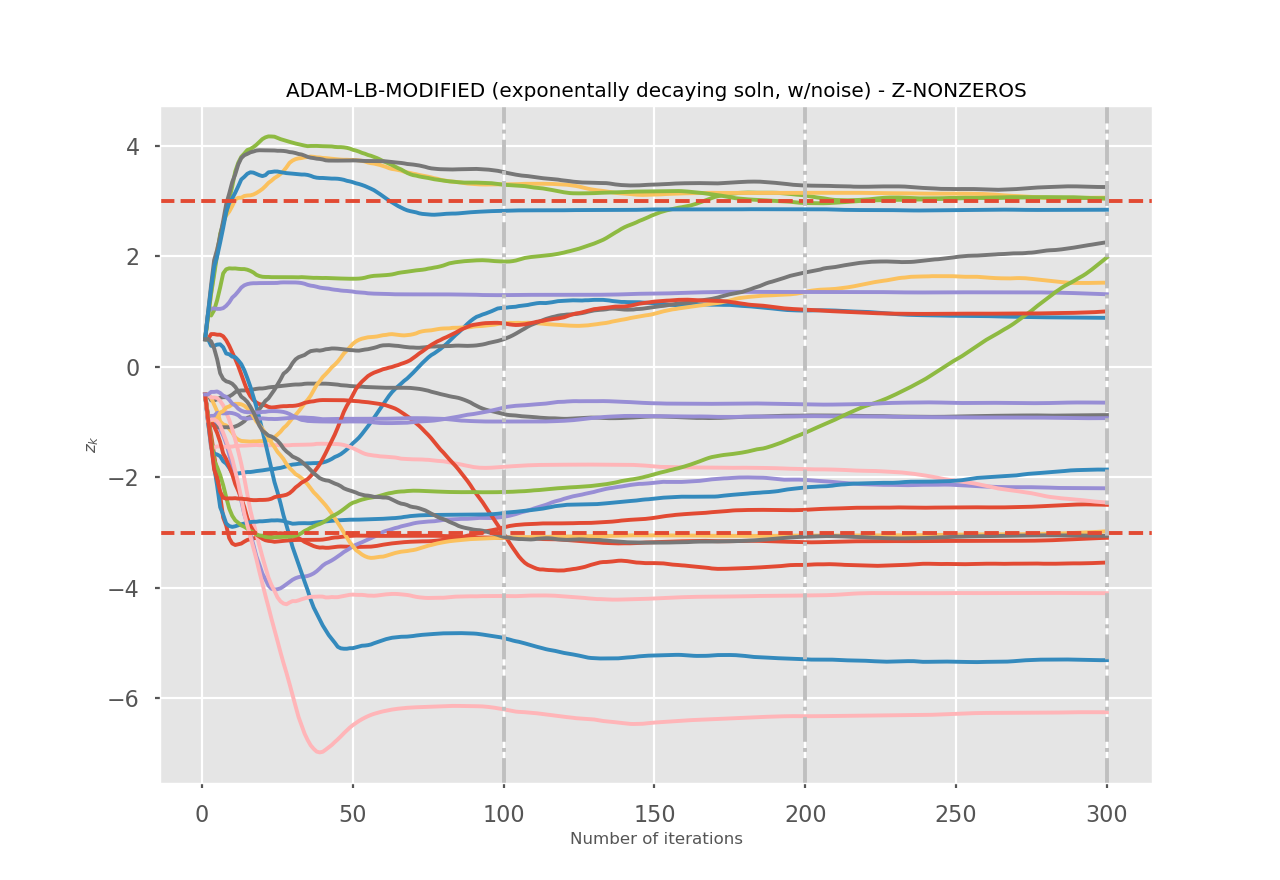 ADAM-LB-MODIFIED (exponentially decaying soln, w/noise) - Z-NONZEROS
4
2
0
−2
−4
−6
z_k
0 50 100 150 200 250 300
Number of iterations